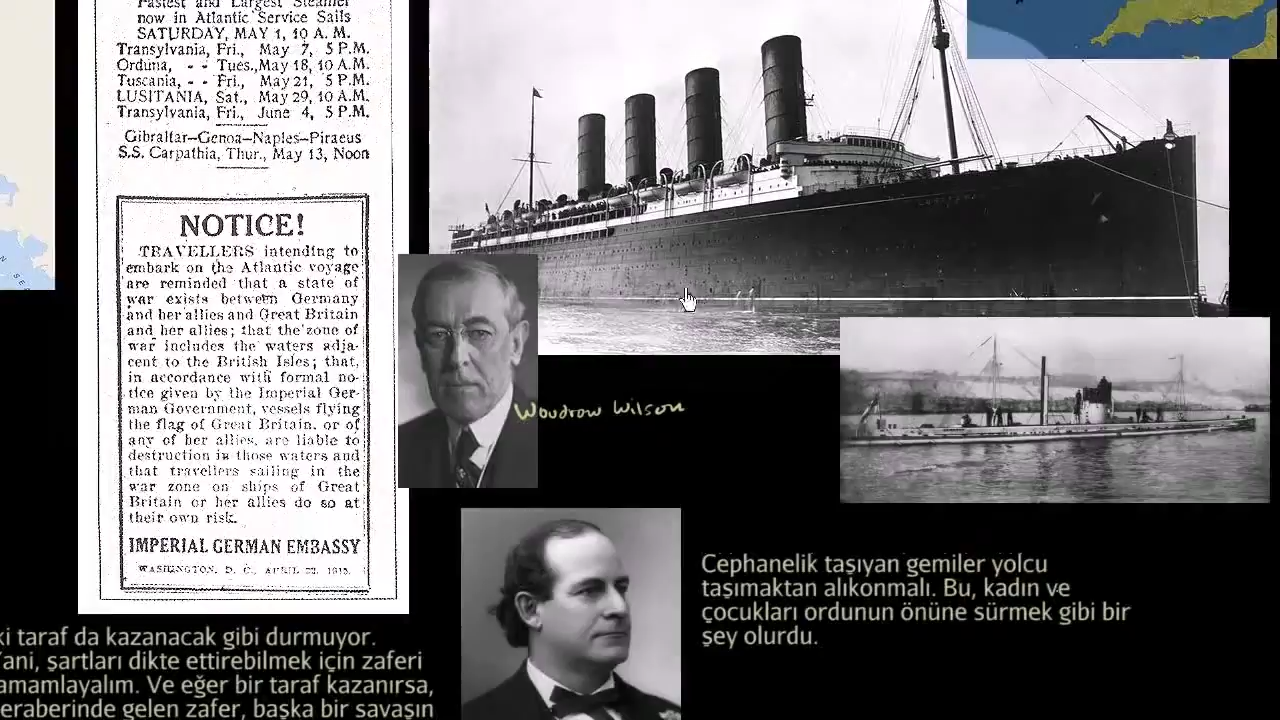 Fastest and Largest Steamer
now in Atlantic Service Sails
SATURDAY, MAY 1, 10 A.M.
Transylvania, Fri., May 7, 5 P.M.
Orduna, - - Tues., May 18, 10 A.M.
Tuscania, - - Fri., May 21, 5 P.M.
LUSITANIA, Sat., May 29, 10 A.M.
Transylvania, Fri., June 4, 5 P.M.
Gibraltar–Genoa–Naples–Piraeus
S.S. Carpathia, Thur., May 13, Noon
NOTICE!
TRAVELLERS intending to
embark on the Atlantic voyage
are reminded that a state of
war exists between Germany
and her allies and Great Britain
and her allies; that the zone of
war includes the waters adja-
cent to the British Isles; that,
in accordance with formal no-
tice given by the Imperial Ger-
man Government, vessels flying
the flag of Great Britain, or of
any of her allies, are liable to
destruction in those waters and
that travellers sailing in the
war zone on ships of Great
Britain or her allies do so at
their own risk.
IMPERIAL GERMAN EMBASSY
WASHINGTON, D. C., APRIL 22, 1915.
Woodrow Wilson
Cephanelik taşıyan gemiler yolcu
taşımaktan alıkonmalı. Bu, kadın ve
çocukları ordunun önüne sürmek gibi bir
şey olurdu.
ki taraf da kazanacak gibi durmuyor.
Yani, şartları dikte ettirebilmek için zaferi
amamlayalım. Ve eğer bir taraf kazanırsa,
eraberinde gelen zafer, başka bir savaşın